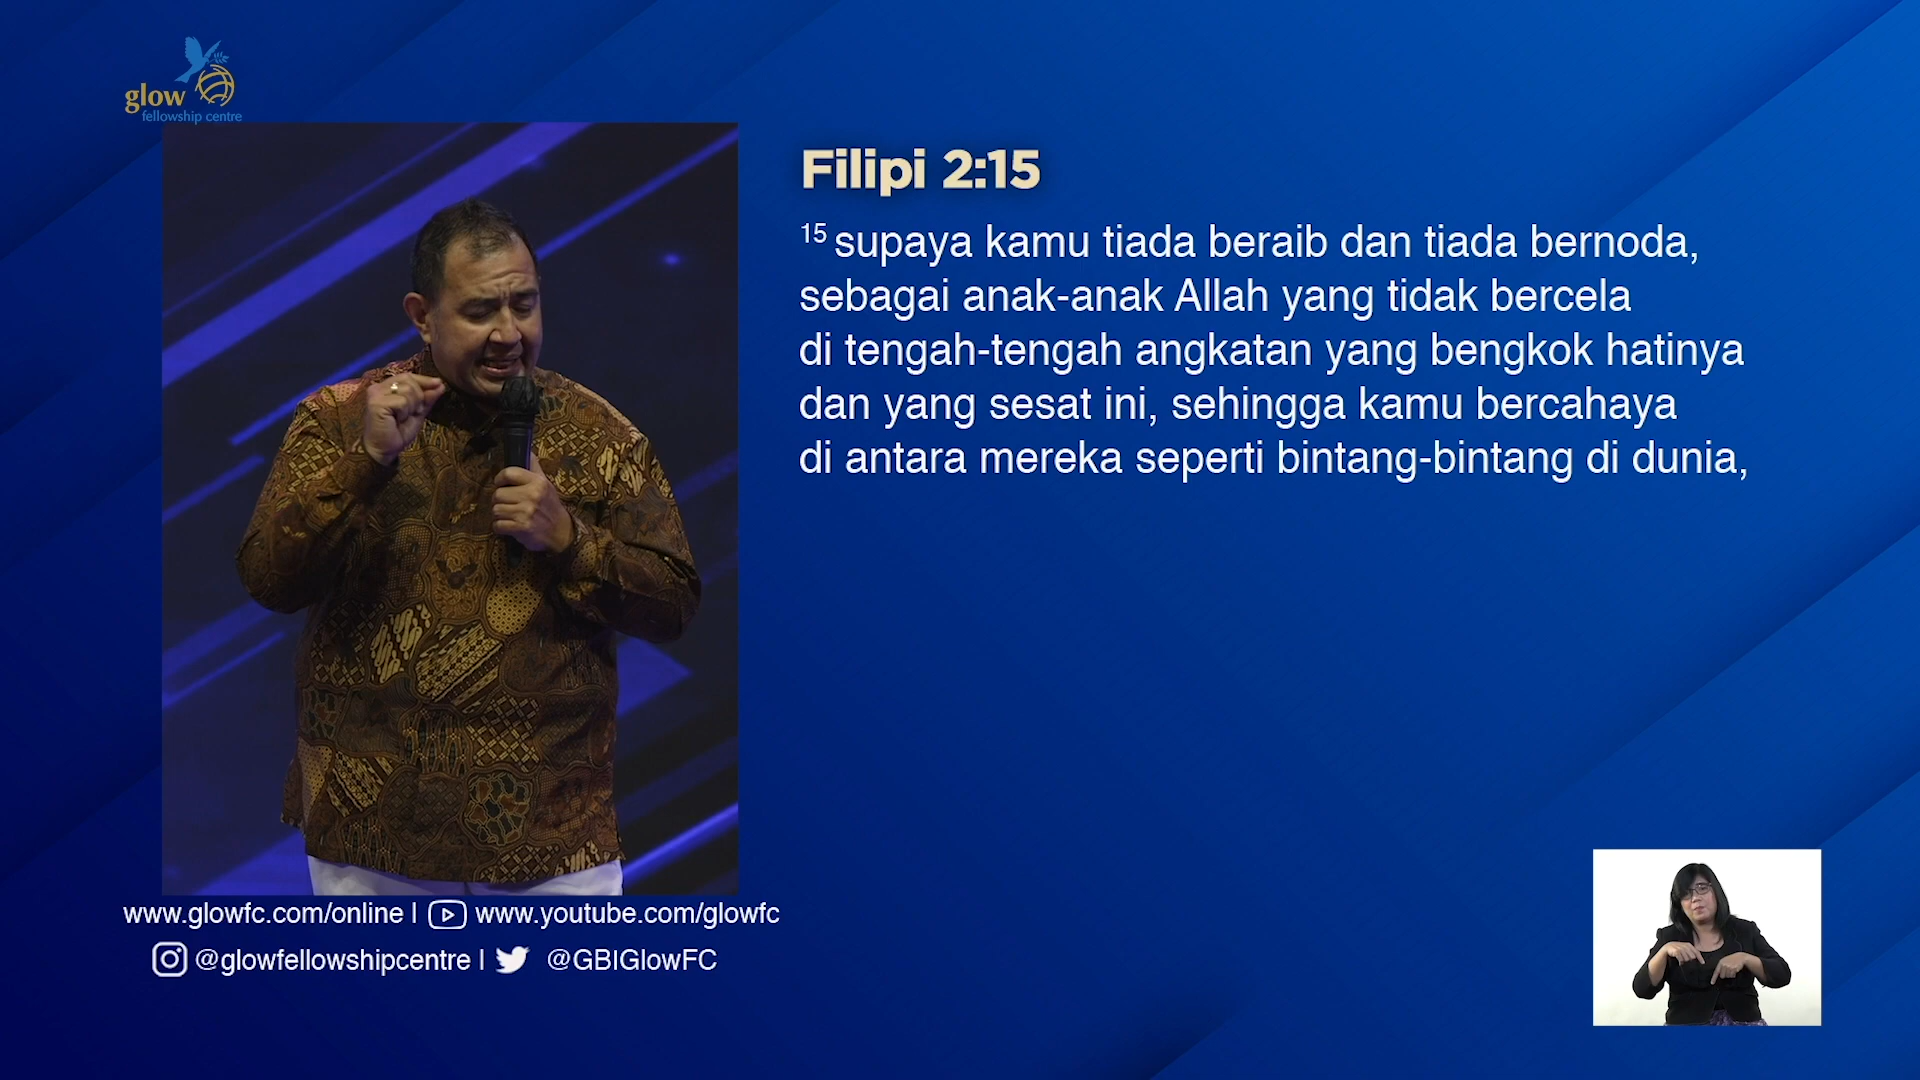 glow
fellowship centre
Filipi 2:15
15 supaya kamu tiada beraib dan tiada bernoda,
sebagai anak-anak Allah yang tidak bercela
di tengah-tengah angkatan yang bengkok hatinya
dan yang sesat ini, sehingga kamu bercahaya
di antara mereka seperti bintang-bintang di dunia,
www.glowfc.com/online | www.youtube.com/glowfc
@glowfellowshipcentre | @GBIGlowFC